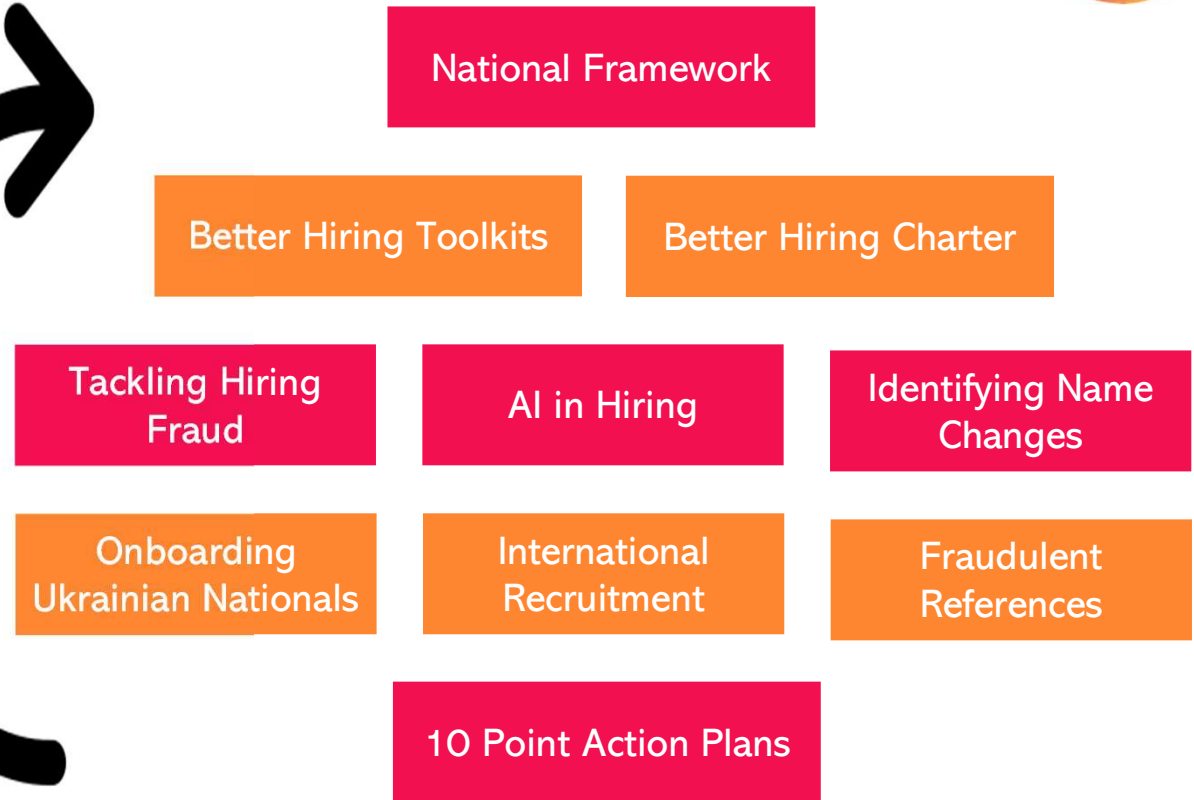 National Framework
Better Hiring Toolkits
Better Hiring Charter
Tackling Hiring
Fraud
AI in Hiring
Identifying Name
Changes
Onboarding
Ukrainian Nationals
International
Recruitment
Fraudulent
References
10 Point Action Plans